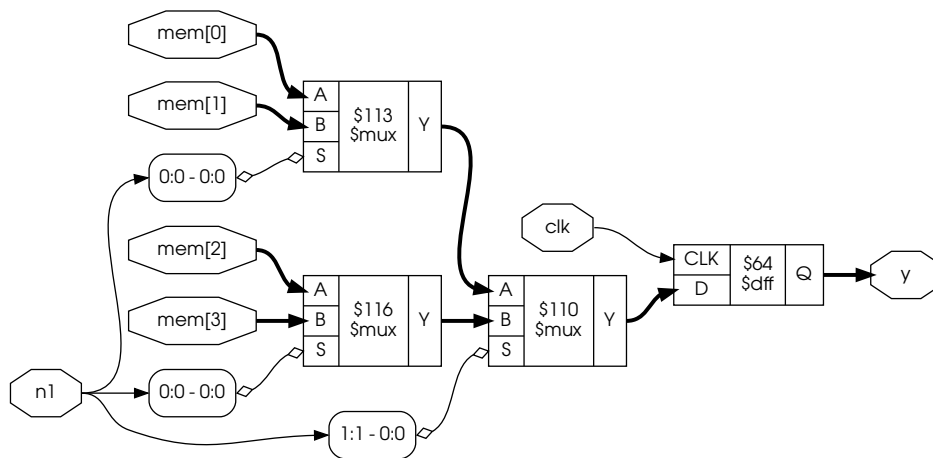 mem[0]
mem[1]
A
B
S
$113
$mux
Y
0:0 - 0:0
mem[2]
mem[3]
A
B
S
$116
$mux
Y
0:0 - 0:0
n1
1:1 - 0:0
A
B
S
$110
$mux
Y
clk
CLK
D
$64
$dff
Q
y